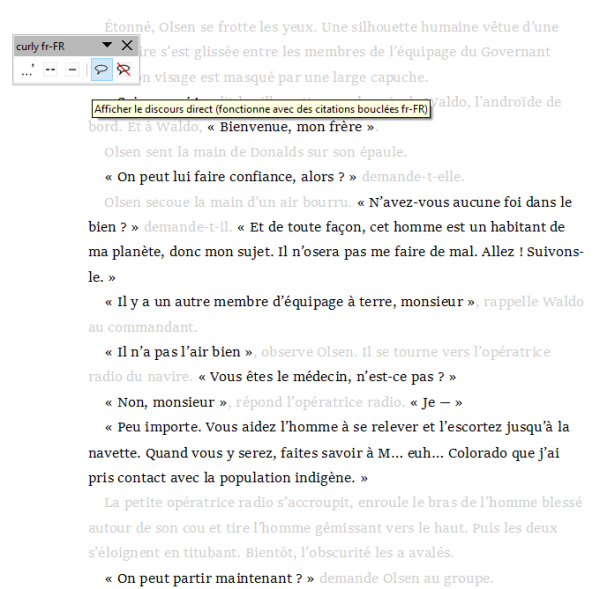 Étonné, Olsen se frotte les yeux. Une silhouette humaine vêtue d’une
curly fr-FR
s’est glissée entre les membres de l’équipage du Governant
…’ -- –
visage est masqué par une large capuche.
Waldo, l’androïde de
Afficher le discours direct (fonctionne avec des citations bouclées fr-FR)
bord. Et à Waldo, « Bienvenue, mon frère ».
Olsen sent la main de Donalds sur son épaule.
« On peut lui faire confiance, alors ? » demande-t-elle.
Olsen secoue la main d’un air bourru. « N’avez-vous aucune foi dans le
bien ? » demande-t-il. « Et de toute façon, cet homme est un habitant de
ma planète, donc mon sujet. Il n’osera pas me faire de mal. Allez ! Suivons-
le. »
« Il y a un autre membre d’équipage à terre, monsieur », rappelle Waldo
au commandant.
« Il n’a pas l’air bien », observe Olsen. Il se tourne vers l’opératrice
radio du navire. « Vous êtes le médecin, n’est-ce pas ? »
« Non, monsieur », répond l’opératrice radio. « Je — »
« Peu importe. Vous aidez l’homme à se relever et l’escortez jusqu’à la
navette. Quand vous y serez, faites savoir à M… euh… Colorado que j’ai
pris contact avec la population indigène. »
La petite opératrice radio s’accroupit, enroule le bras de l’homme blessé
autour de son cou et tire l’homme gémissant vers le haut. Puis les deux
s’éloignent en titubant. Bientôt, l’obscurité les a avalés.
« On peut partir maintenant ? » demande Olsen au groupe.